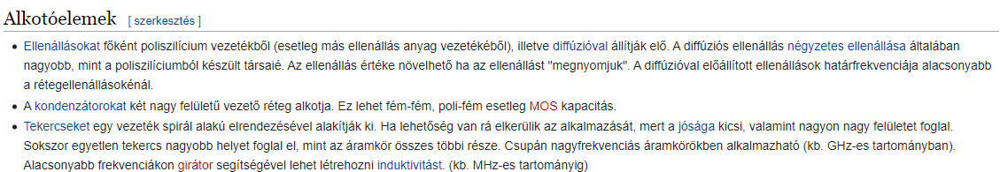 Alkotóelemek [ szerkesztés ]
Ellenállásokat főként poliszilícium vezetékből (esetleg más ellenállás anyag vezetékéből), illetve diffúzióval állítják elő. A diffúziós ellenállás négyzetes ellenállása általában
nagyobb, mint a poliszilíciumból készült társaié. Az ellenállás értéke növelhető ha az ellenállást "megnyomjuk". A diffúzióval előállított ellenállások határfrekvenciája alacsonyabb
a rétegellenállásokénál.
A kondenzátorokat két nagy felületű vezető réteg alkotja. Ez lehet fém-fém, poli-fém esetleg MOS kapacitás.
Tekercseket egy vezeték spirál alakú elrendezésével alakítják ki. Ha lehetőség van rá elkerülik az alkalmazását, mert a jósága kicsi, valamint nagyon nagy felületet foglal.
Sokszor egyetlen tekercs nagyobb helyet foglal el, mint az áramkör összes többi része. Csupán nagyfrekvenciás áramkörökben alkalmazható (kb. GHz-es tartományban).
Alacsonyabb frekvenciákon girátor segítségével lehet létrehozni induktivitást. (kb. MHz-es tartományig)